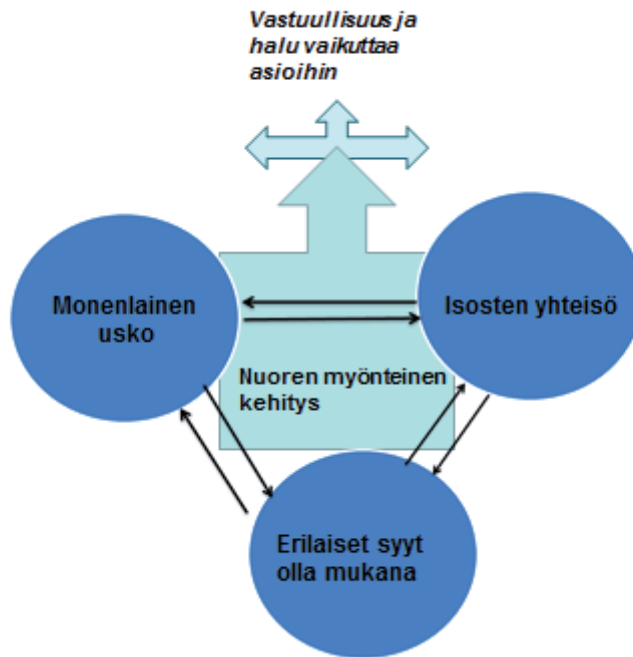 Vastuullisuus ja
halu vaikuttaa
asioihin
Monenlainen
usko
Isosten yhteisö
Nuoren myönteinen
kehitys
Erilaiset syyt
olla mukana